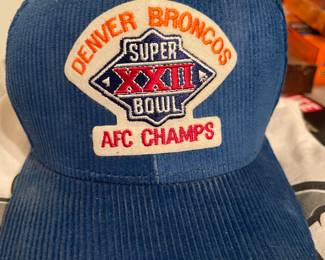 DENVER BRONCOS
SUPER
XXII
BOWL
AFC CHAMPS